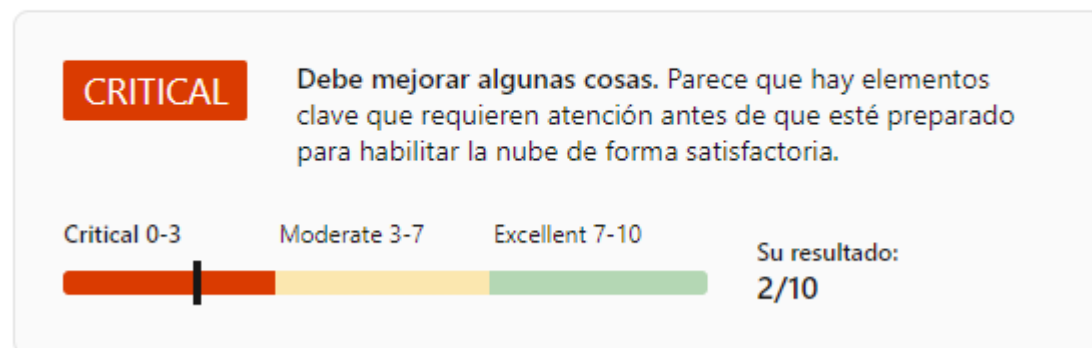 CRITICAL
Debe mejorar algunas cosas. Parece que hay elementos
clave que requieren atención antes de que esté preparado
para habilitar la nube de forma satisfactoria.
Critical 0-3
Moderate 3-7
Excellent 7-10
Su resultado:
2/10